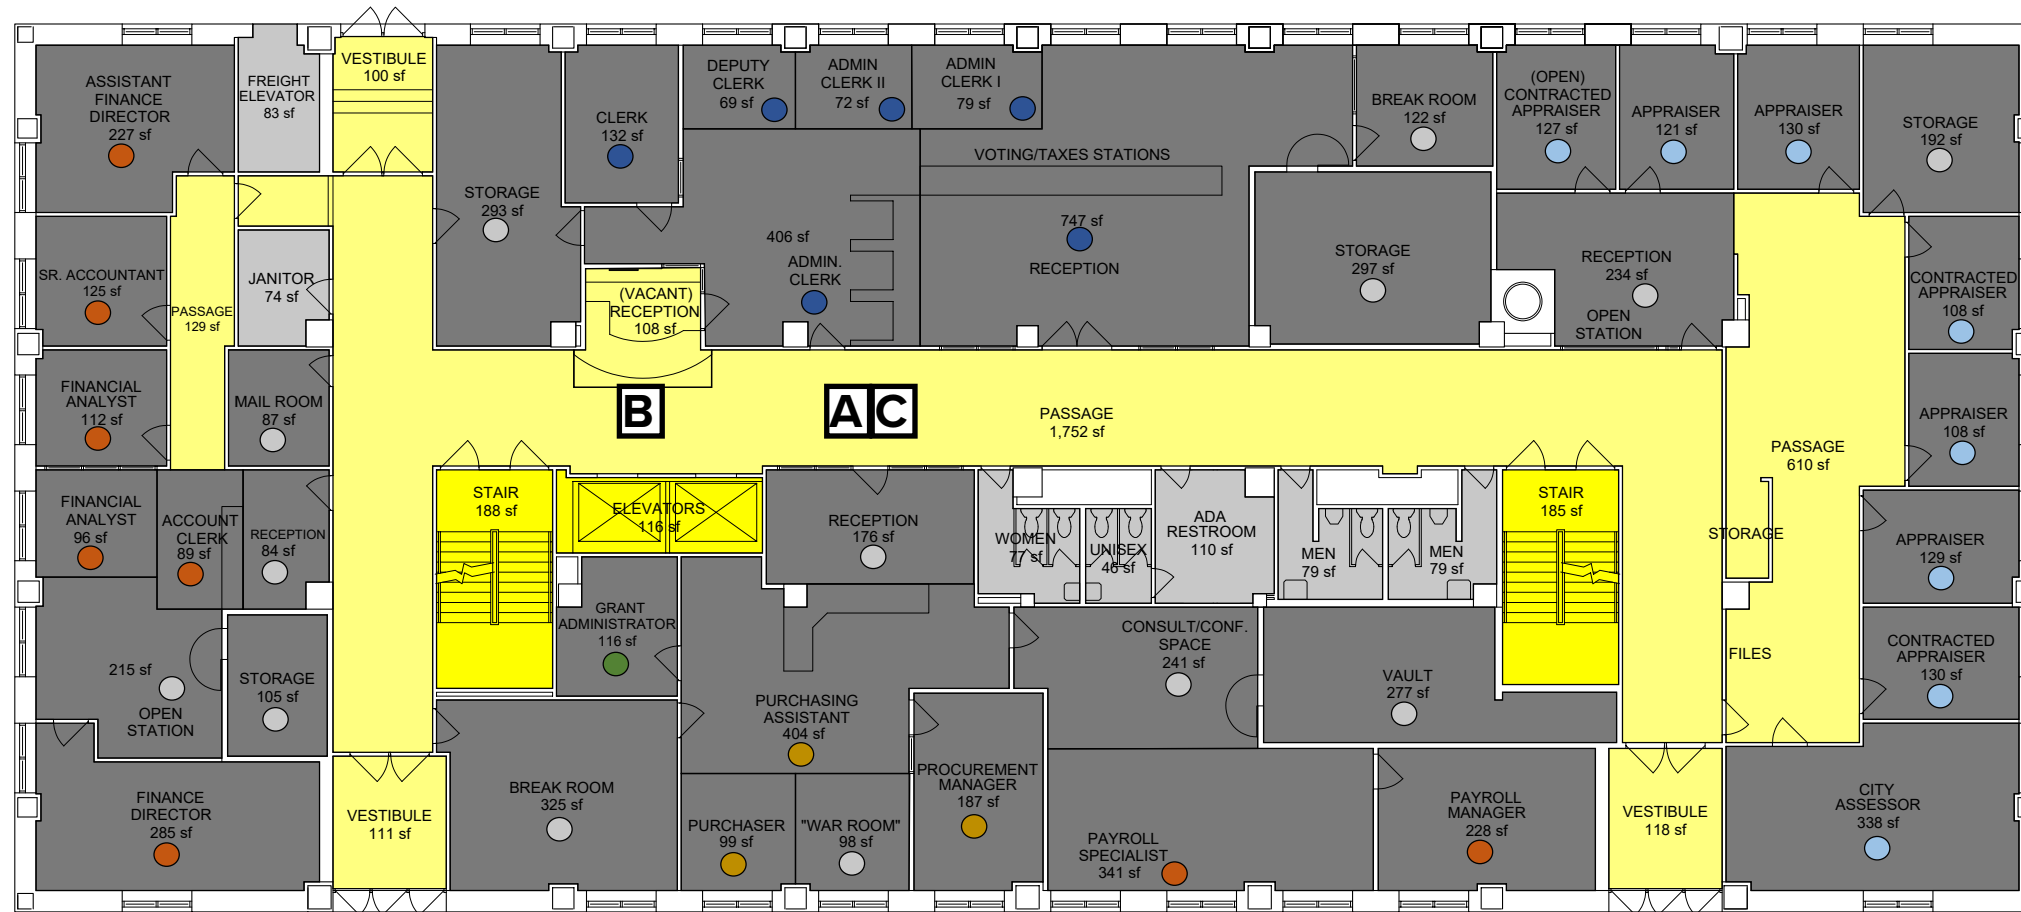 ASSISTANT
FINANCE
DIRECTOR
227 sf
FREIGHT
ELEVATOR
83 sf
VESTIBULE
100 sf
STORAGE
293 sf
CLERK
132 sf
DEPUTY
CLERK
69 sf
ADMIN
CLERK II
72 sf
ADMIN
CLERK I
79 sf
VOTING/TAXES STATIONS
BREAK ROOM
122 sf
(OPEN)
CONTRACTED
APPRAISER
127 sf
APPRAISER
121 sf
APPRAISER
130 sf
STORAGE
192 sf
SR. ACCOUNTANT
125 sf
PASSAGE
129 sf
JANITOR
74 sf
(VACANT)
RECEPTION
108 sf
406 sf
ADMIN.
CLERK
747 sf
RECEPTION
STORAGE
297 sf
RECEPTION
234 sf
OPEN
STATION
CONTRACTED
APPRAISER
108 sf
FINANCIAL
ANALYST
112 sf
MAIL ROOM
87 sf
B
A
C
PASSAGE
1,752 sf
PASSAGE
610 sf
APPRAISER
108 sf
FINANCIAL
ANALYST
96 sf
ACCOUNT
CLERK
89 sf
RECEPTION
84 sf
STAIR
188 sf
ELEVATORS
116 sf
RECEPTION
176 sf
WOMEN
77 sf
UNISEX
46 sf
ADA
RESTROOM
110 sf
MEN
79 sf
MEN
79 sf
STAIR
185 sf
STORAGE
APPRAISER
129 sf
215 sf
OPEN
STATION
STORAGE
105 sf
GRANT
ADMINISTRATOR
116 sf
PURCHASING
ASSISTANT
404 sf
CONSULT/CONF.
SPACE
241 sf
VAULT
277 sf
FILES
CONTRACTED
APPRAISER
130 sf
FINANCE
DIRECTOR
285 sf
VESTIBULE
111 sf
BREAK ROOM
325 sf
PURCHASER
99 sf
"WAR ROOM"
98 sf
PROCUREMENT
MANAGER
187 sf
PAYROLL
SPECIALIST
341 sf
PAYROLL
MANAGER
228 sf
VESTIBULE
118 sf
CITY
ASSESSOR
338 sf